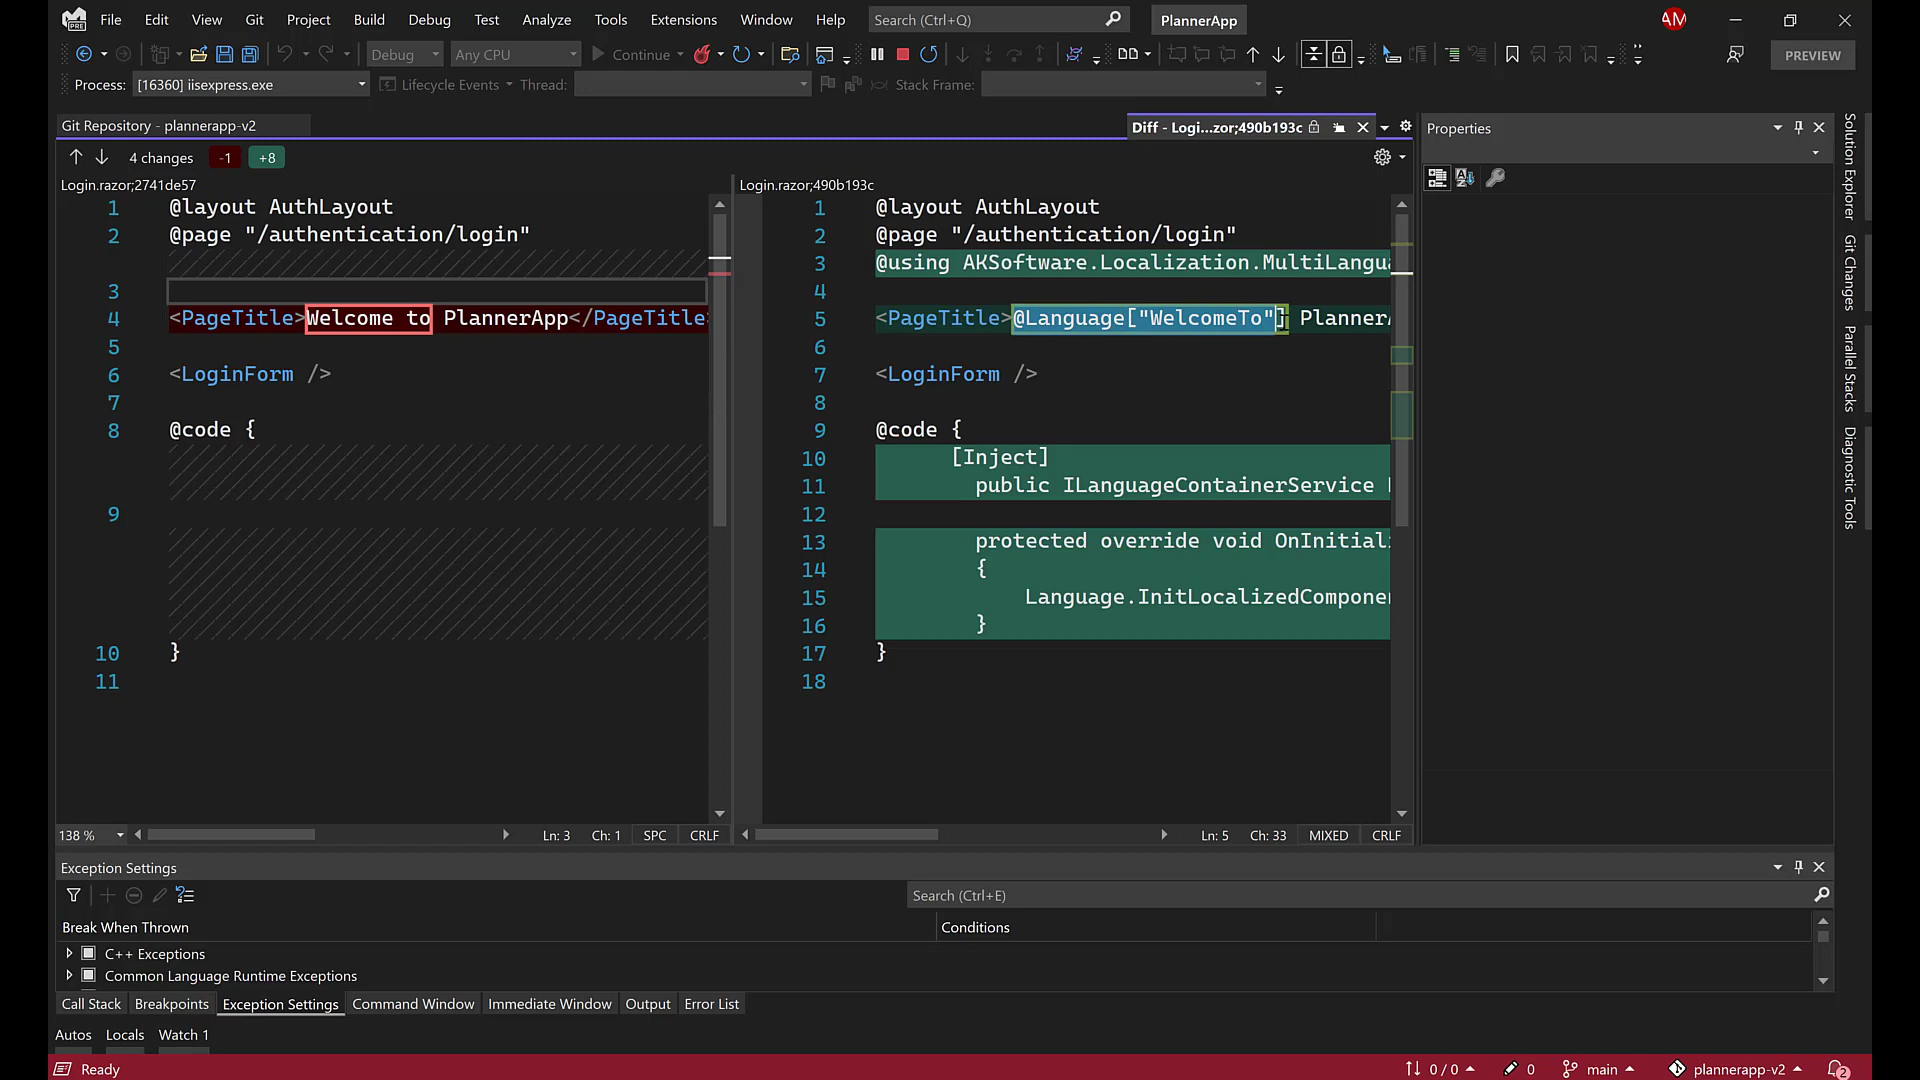 File Edit View Git Project Build Debug Test Analyze Tools Extensions Window Help Search (Ctrl+Q) PlannerApp AM
Debug Any CPU Continue PREVIEW
Process: [16360] iisexpress.exe Lifecycle Events Thread: Stack Frame:
Git Repository - plannerapp-v2 Diff - Logi...zor;490b193c Properties
4 changes -1 +8
Login.razor;2741de57
1 @layout AuthLayout
2 @page "/authentication/login"
3
4 <PageTitle>Welcome to PlannerApp</PageTitle
5
6 <LoginForm />
7
8 @code {
9
10 }
11
Login.razor;490b193c
1 @layout AuthLayout
2 @page "/authentication/login"
3 @using AKSoftware.Localization.MultiLangu
4
5 <PageTitle>@Language["WelcomeTo"] Planner
6
7 <LoginForm />
8
9 @code {
10 [Inject]
11 public ILanguageContainerService
12
13 protected override void OnInitial
14 {
15 Language.InitLocalizedCompone
16 }
17 }
18
138 % Ln: 3 Ch: 1 SPC CRLF Ln: 5 Ch: 33 MIXED CRLF
Solution Explorer
Git Changes
Parallel Stacks
Diagnostic Tools
Exception Settings
Search (Ctrl+E)
Break When Thrown Conditions
C++ Exceptions
Common Language Runtime Exceptions
Call Stack Breakpoints Exception Settings Command Window Immediate Window Output Error List
Autos Locals Watch 1
Ready 0 / 0 0 main plannerapp-v2 2